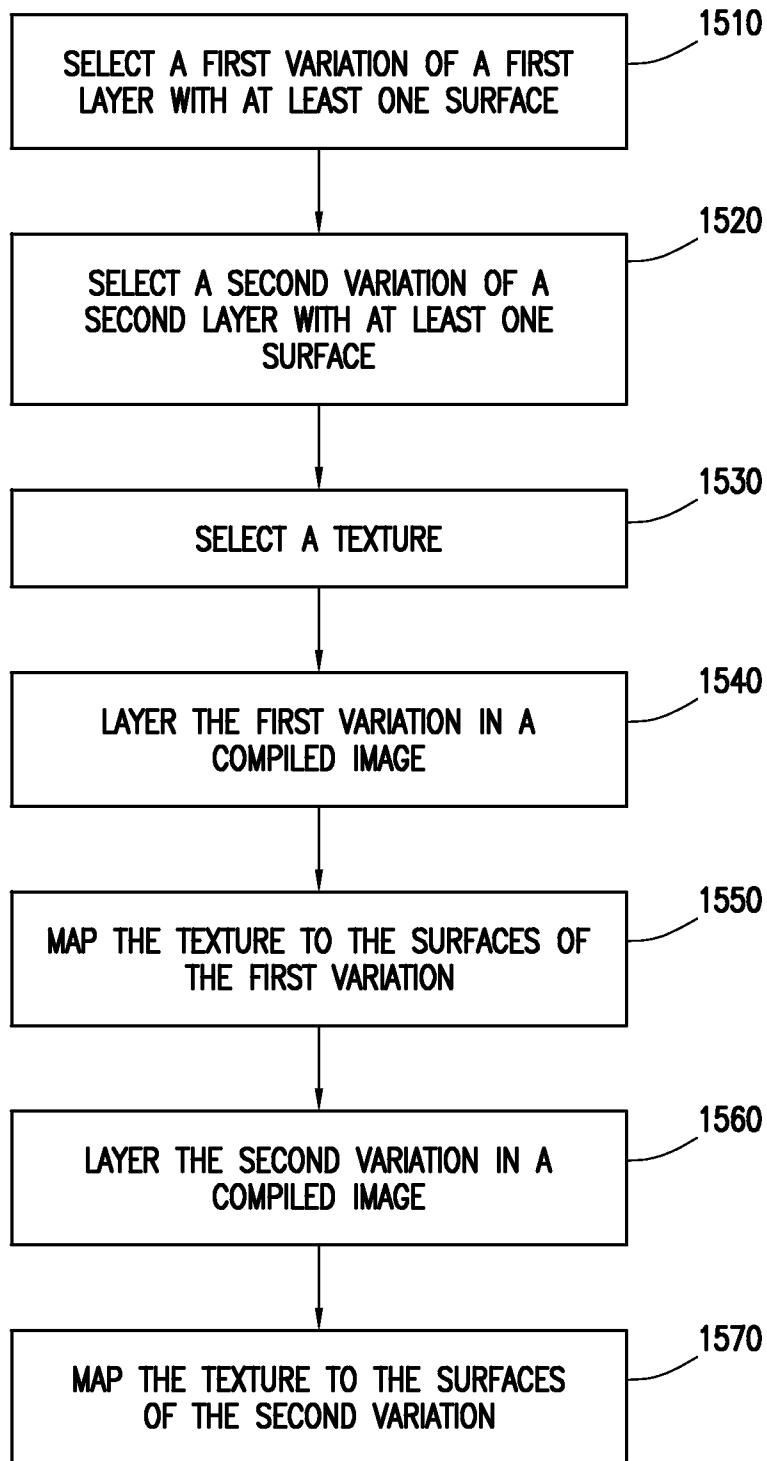 1510
SELECT A FIRST VARIATION OF A FIRST
LAYER WITH AT LEAST ONE SURFACE
1520
SELECT A SECOND VARIATION OF A
SECOND LAYER WITH AT LEAST ONE
SURFACE
1530
SELECT A TEXTURE
1540
LAYER THE FIRST VARIATION IN A
COMPILED IMAGE
1550
MAP THE TEXTURE TO THE SURFACES OF
THE FIRST VARIATION
1560
LAYER THE SECOND VARIATION IN A
COMPILED IMAGE
1570
MAP THE TEXTURE TO THE SURFACES
OF THE SECOND VARIATION